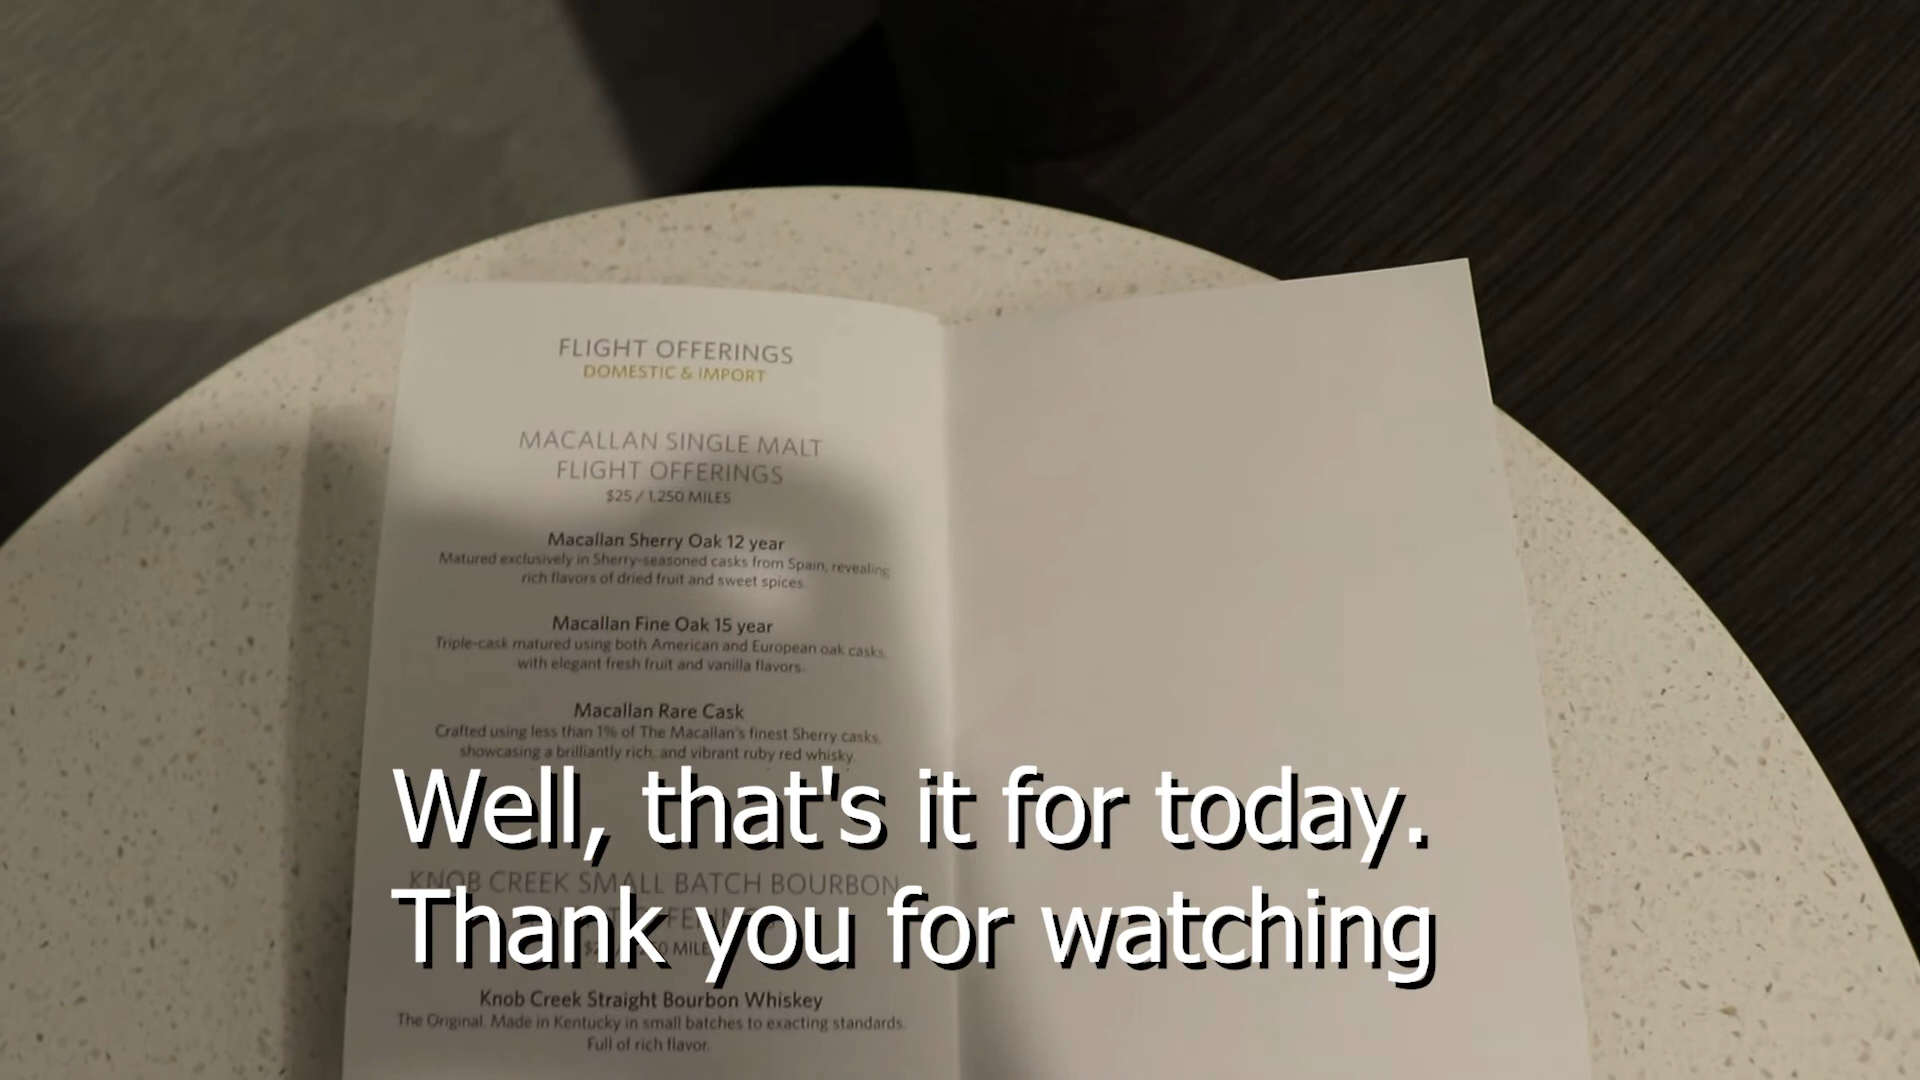 FLIGHT OFFERINGS
DOMESTIC & IMPORT
MACALLAN SINGLE MALT
FLIGHT OFFERINGS
$25 / 1,250 MILES
Macallan Sherry Oak 12 year
Matured exclusively in Sherry-seasoned casks from Spain, revealing
rich flavors of dried fruit and sweet spices.
Macallan Fine Oak 15 year
Triple-cask matured using both American and European oak casks,
with elegant fresh fruit and vanilla flavors.
Macallan Rare Cask
Crafted using less than 1% of The Macallan's finest Sherry casks,
showcasing a brilliantly rich, and vibrant ruby red whisky.
Well, that's it for today.
KNOB CREEK SMALL BATCH BOURBON
Thank you for watching
Knob Creek Straight Bourbon Whiskey
The Original. Made in Kentucky in small batches to exacting standards.
Full of rich flavor.